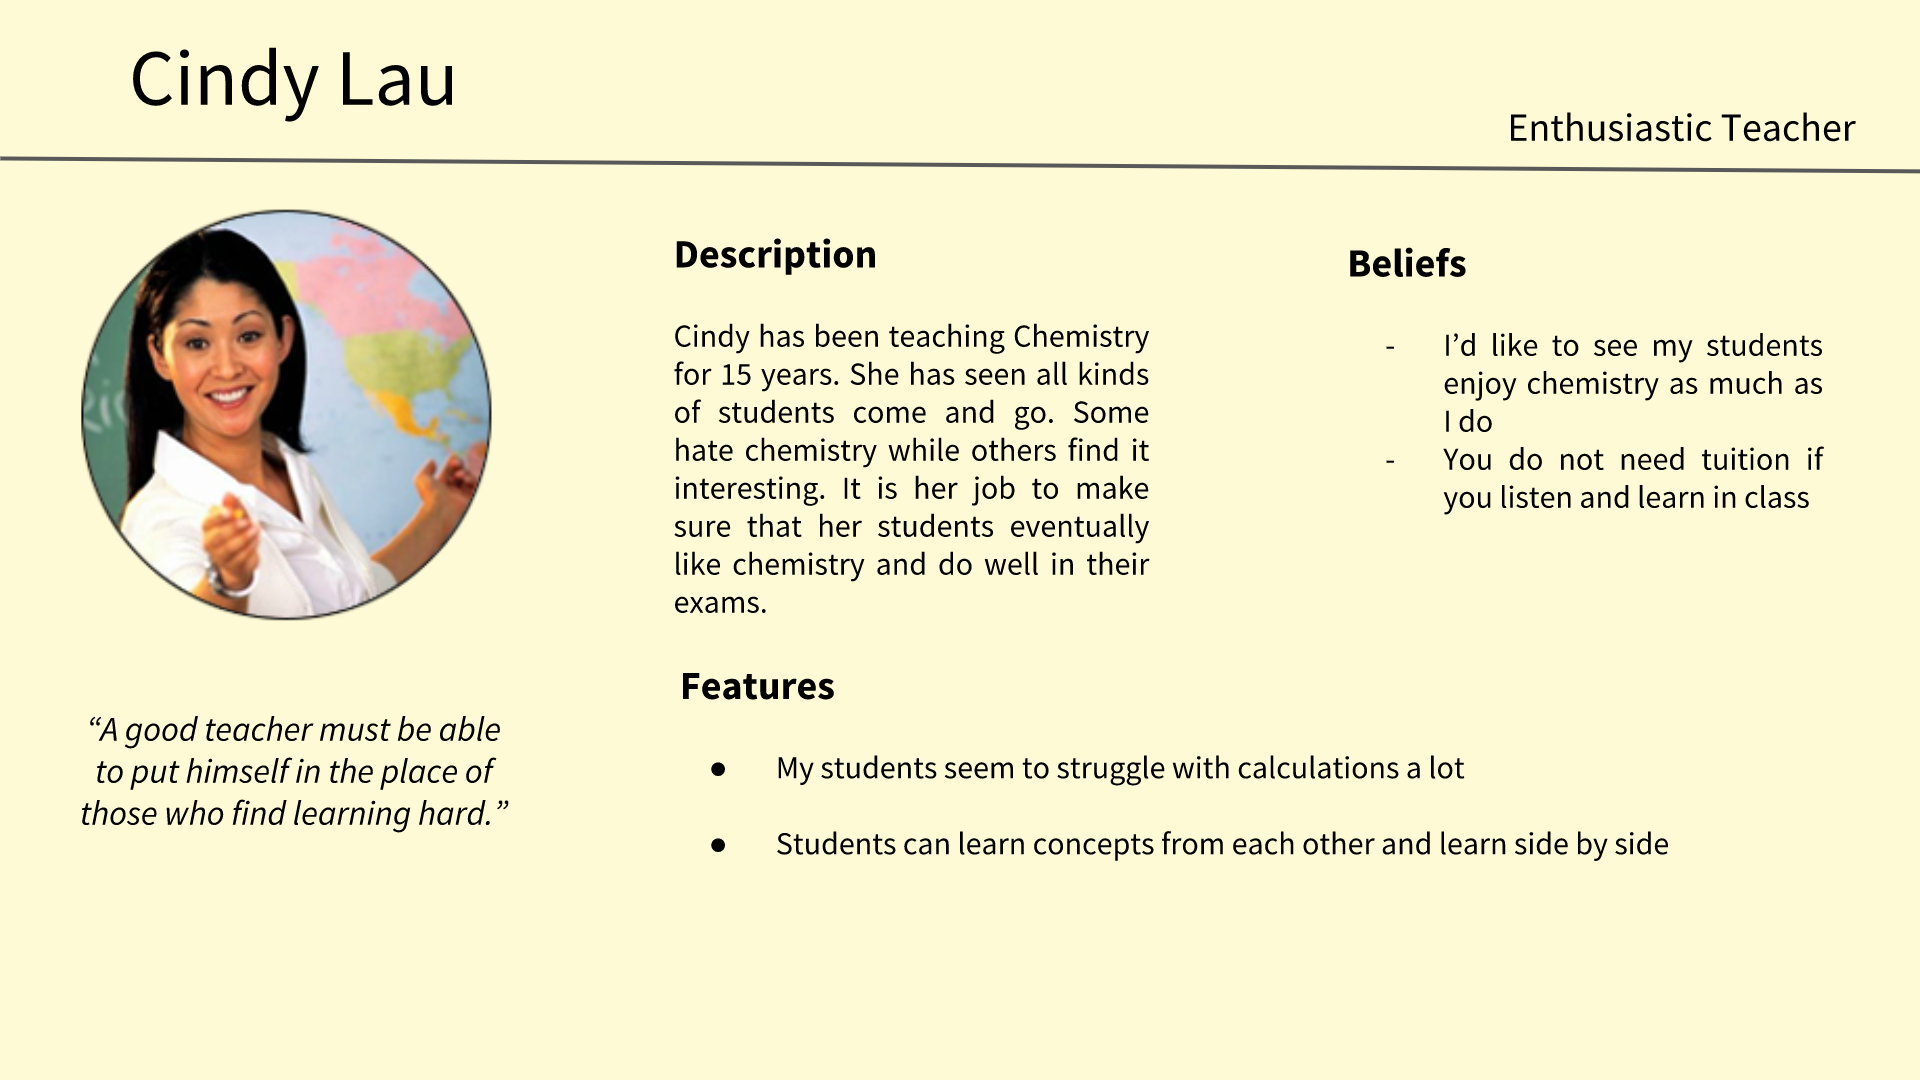 Cindy Lau
Enthusiastic Teacher
Description
Cindy has been teaching Chemistry
for 15 years. She has seen all kinds
of students come and go. Some
hate chemistry while others find it
interesting. It is her job to make
sure that her students eventually
like chemistry and do well in their
exams.
Beliefs
- I’d like to see my students
enjoy chemistry as much as
I do
- You do not need tuition if
you listen and learn in class
“A good teacher must be able
to put himself in the place of
those who find learning hard.”
Features
● My students seem to struggle with calculations a lot
● Students can learn concepts from each other and learn side by side